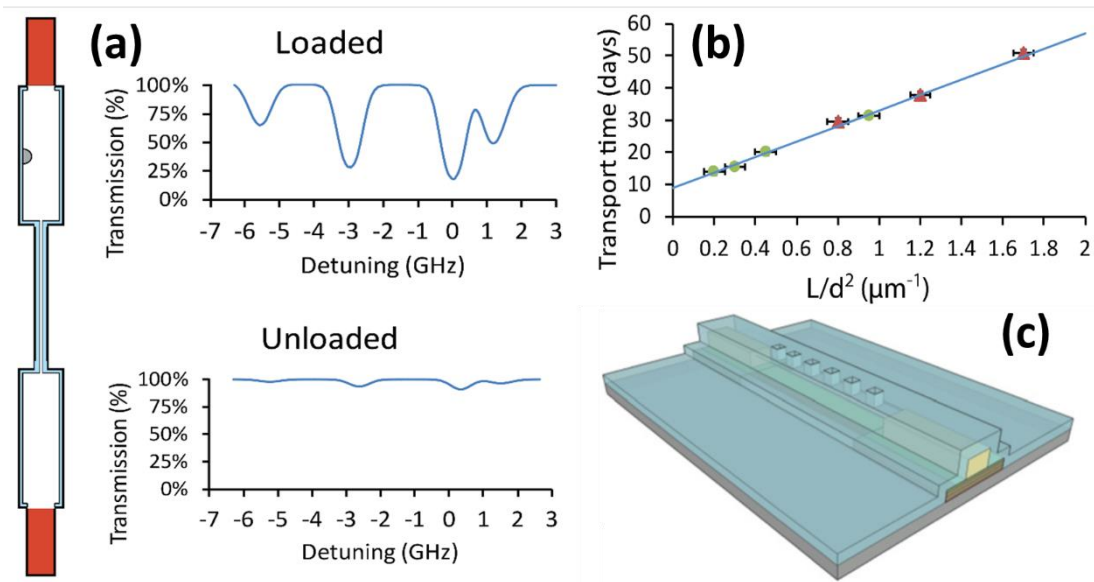 (a)
Loaded
Transmission (%)
100%
75%
50%
25%
0%
-7 -6 -5 -4 -3 -2 -1 0 1 2 3
Detuning (GHz)
Unloaded
Transmission (%)
100%
75%
50%
25%
0%
-7 -6 -5 -4 -3 -2 -1 0 1 2 3
Detuning (GHz)
(b)
Transport time (days)
60
50
40
30
20
10
0
0 0.2 0.4 0.6 0.8 1 1.2 1.4 1.6 1.8 2
L/d² (μm⁻¹)
(c)